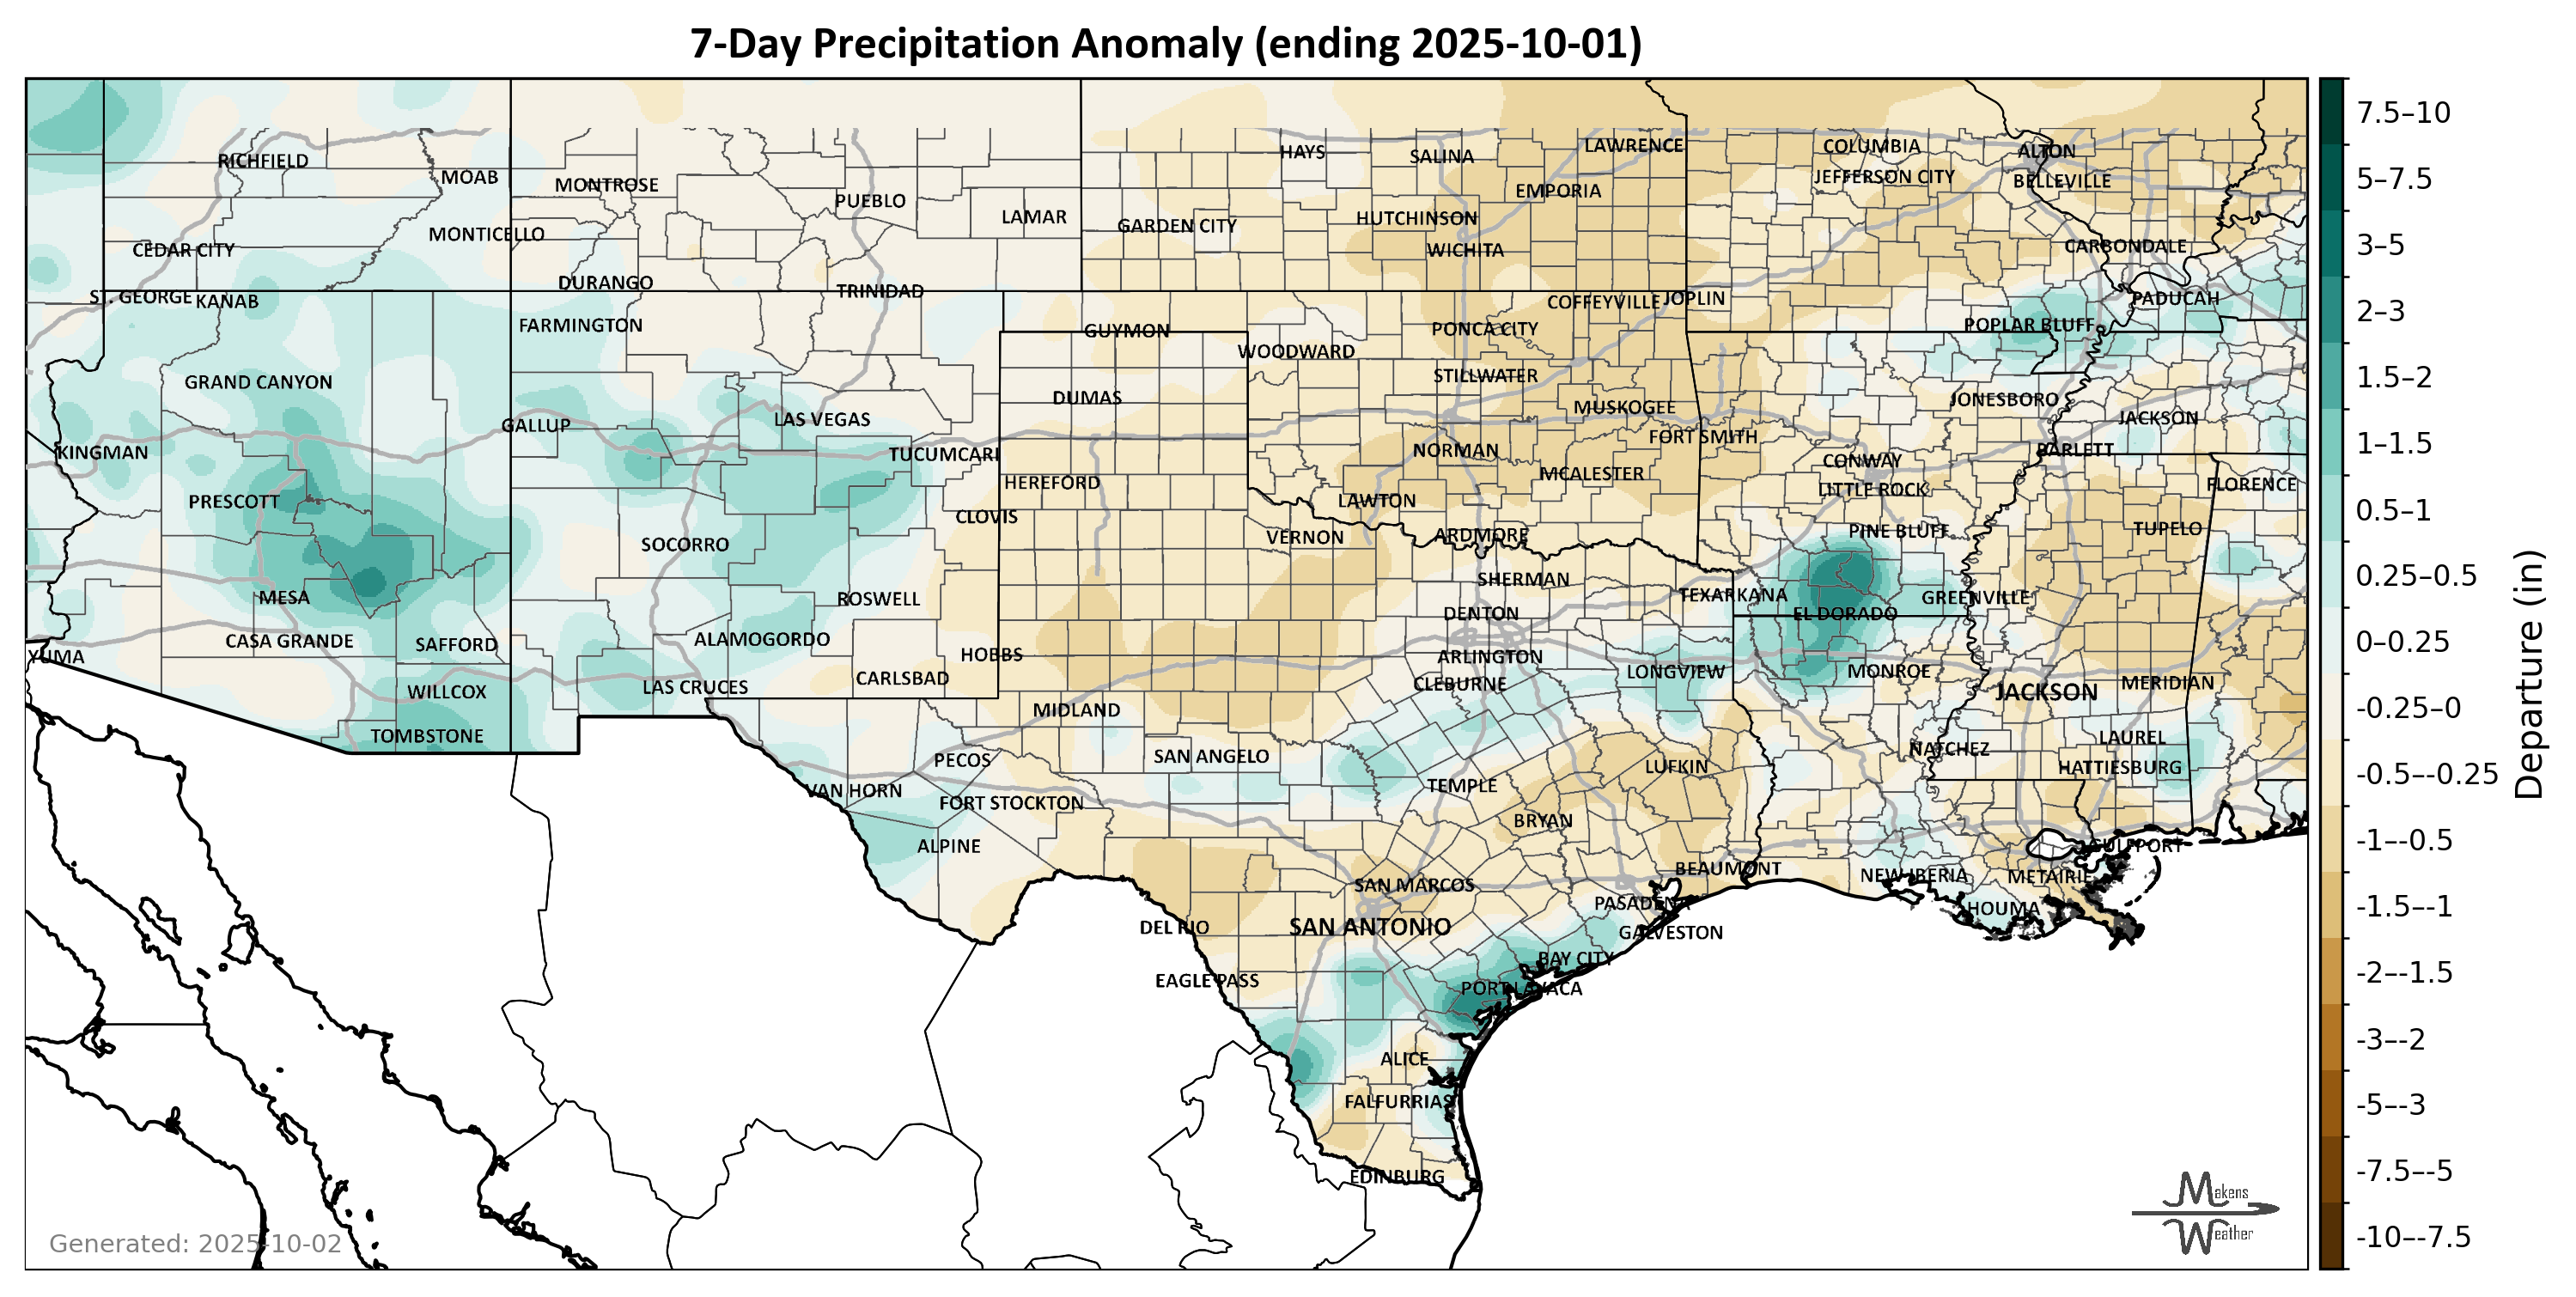 7-Day Precipitation Anomaly (ending 2025-10-01)
RICHFIELD
MOAB
MONTROSE
PUEBLO
LAMAR
HAYS
SALINA
LAWRENCE
COLUMBIA
ALTON
JEFFERSON CITY
BELLEVILLE
EMPORIA
GARDEN CITY
HUTCHINSON
WICHITA
CEDAR CITY
MONTICELLO
CARBONDALE
DURANGO
TRINIDAD
ST. GEORGE
KANAB
COFFEYVILLE
JOPLIN
PADUCAH
FARMINGTON
GUYMON
PONCA CITY
POPLAR BLUFF
WOODWARD
GRAND CANYON
STILLWATER
DUMAS
MUSKOGEE
JONESBORO
JACKSON
GALLUP
LAS VEGAS
KINGMAN
TUCUMCARI
NORMAN
FORT SMITH
BARLETT
CONWAY
HEREFORD
MCALESTER
LITTLE ROCK
FLORENCE
PRESCOTT
LAWTON
CLOVIS
SOCORRO
VERNON
ARDMORE
PINE BLUFF
TUPELO
SHERMAN
MESA
ROSWELL
DENTON
TEXARKANA
EL DORADO
GREENVILLE
CASA GRANDE
SAFFORD
ALAMOGORDO
YUMA
HOBBS
ARLINGTON
LONGVIEW
MONROE
WILLCOX
LAS CRUCES
CARLSBAD
CLEBURNE
JACKSON
MERIDIAN
MIDLAND
TOMBSTONE
PECOS
SAN ANGELO
NATCHEZ
LAUREL
LUFKIN
HATTIESBURG
VAN HORN
FORT STOCKTON
TEMPLE
BRYAN
ALPINE
GULFPORT
SAN MARCOS
BEAUMONT
NEW IBERIA
METAIRIE
PASADENA
HOUMA
DEL RIO
SAN ANTONIO
GALVESTON
BAY CITY
EAGLE PASS
PORT LAVACA
ALICE
FALFURRIAS
EDINBURG
Generated: 2025-10-02
Makens
Weather
7.5–10
5–7.5
3–5
2–3
1.5–2
1–1.5
0.5–1
0.25–0.5
0–0.25
-0.25–0
-0.5–-0.25
-1–-0.5
-1.5–-1
-2–-1.5
-3–-2
-5–-3
-7.5–-5
-10–-7.5
Departure (in)